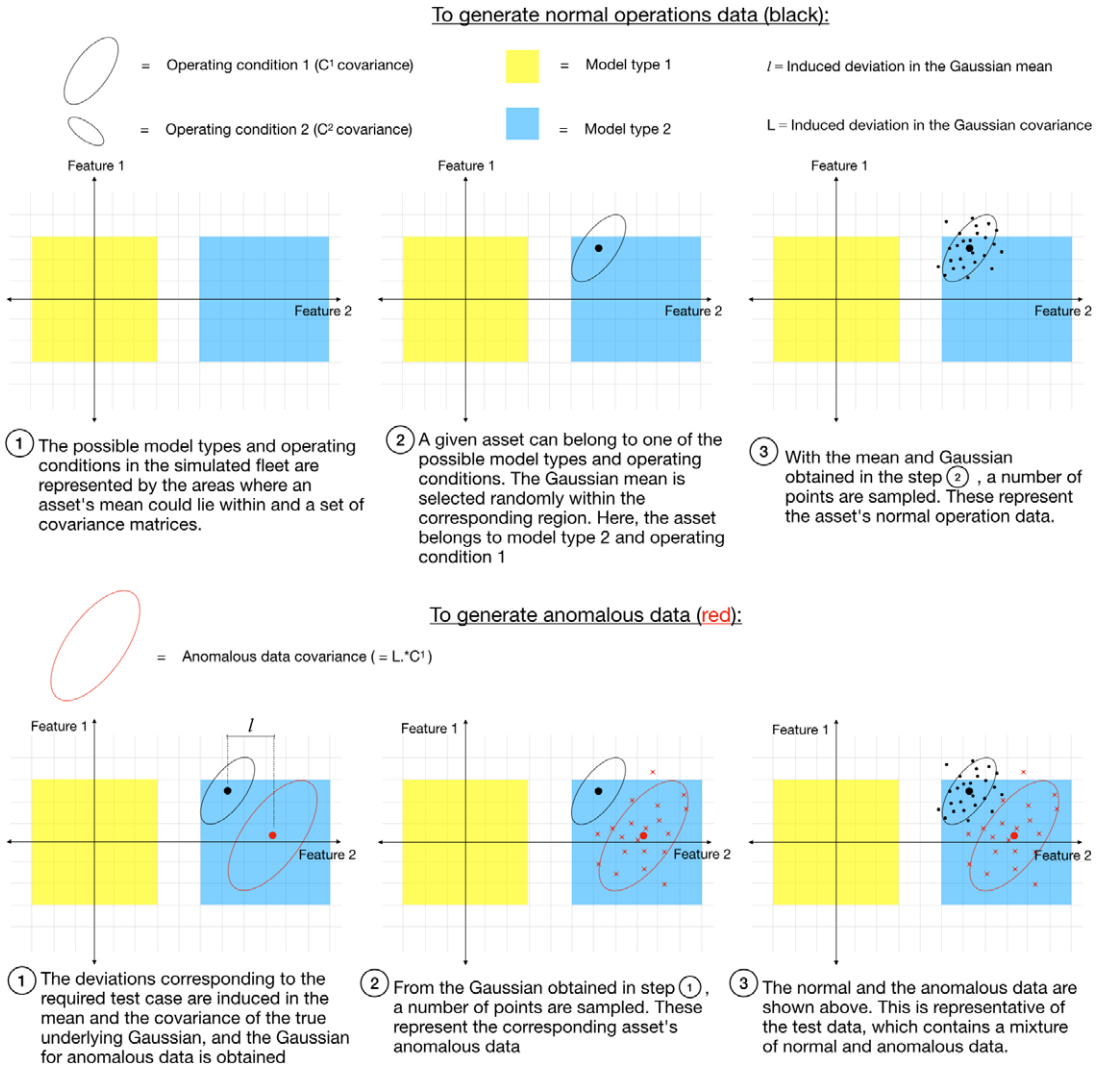 To generate normal operations data (black):
= Operating condition 1 (C¹ covariance)
= Model type 1
l = Induced deviation in the Gaussian mean
= Operating condition 2 (C² covariance)
= Model type 2
L = Induced deviation in the Gaussian covariance
Feature 1
Feature 2
Feature 1
Feature 2
Feature 1
Feature 2
1 The possible model types and operating
conditions in the simulated fleet are
represented by the areas where an
asset's mean could lie within and a set of
covariance matrices.
2 A given asset can belong to one of the
possible model types and operating
conditions. The Gaussian mean is
selected randomly within the
corresponding region. Here, the asset
belongs to model type 2 and operating
condition 1
3 With the mean and Gaussian
obtained in the step 2 , a number of
points are sampled. These represent
the asset's normal operation data.
To generate anomalous data (red):
= Anomalous data covariance ( = L.*C¹)
Feature 1
l
Feature 2
Feature 1
Feature 2
Feature 1
Feature 2
1 The deviations corresponding to the
required test case are induced in the
mean and the covariance of the true
underlying Gaussian, and the Gaussian
for anomalous data is obtained
2 From the Gaussian obtained in step 1 ,
a number of points are sampled. These
represent the corresponding asset's
anomalous data
3 The normal and the anomalous data are
shown above. This is representative of
the test data, which contains a mixture
of normal and anomalous data.